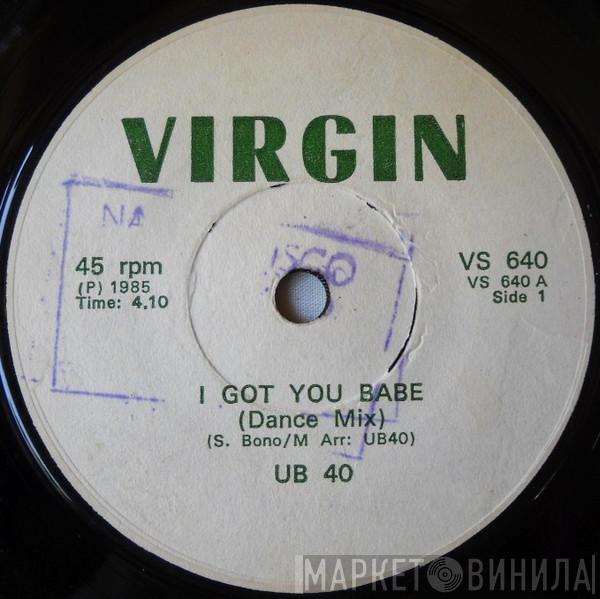 VIRGIN
45 rpm
(P) 1985
Time: 4.10
VS 640
VS 640 A
Side 1
I GOT YOU BABE
(Dance Mix)
(S. Bono/M Arr: UB40)
UB 40
МАРКЕТ ВИНИЛА